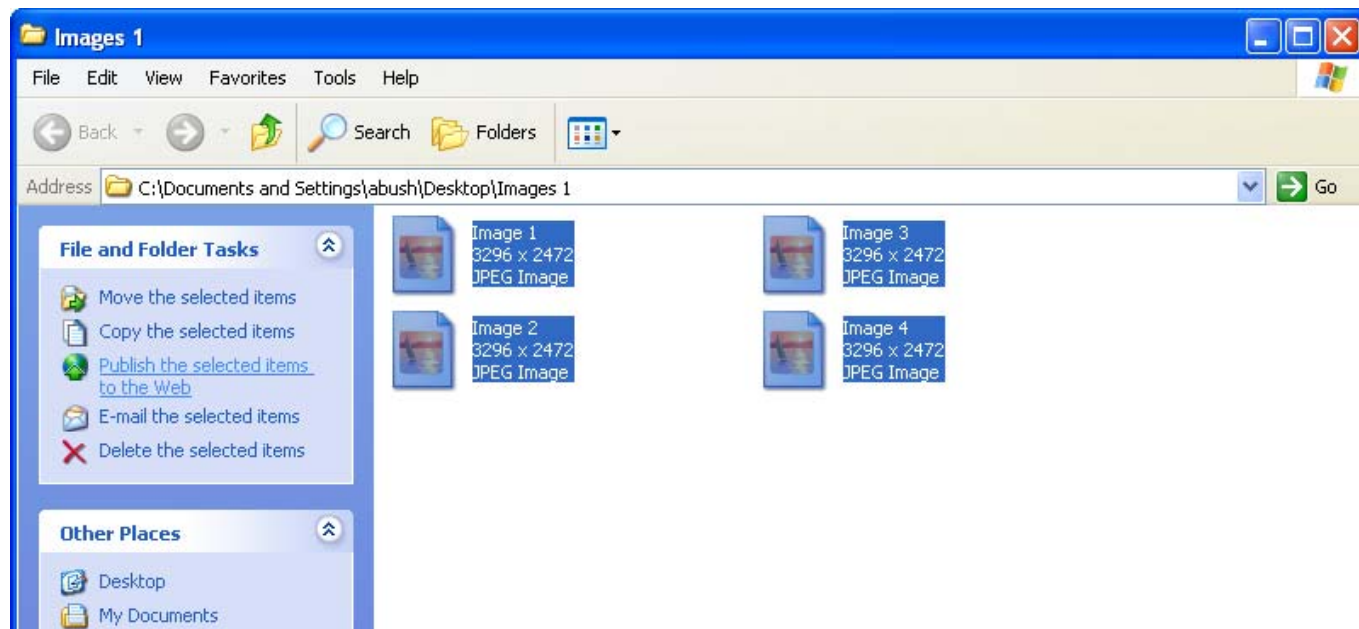 Images 1
File Edit View Favorites Tools Help
Back Search Folders
Address C:\Documents and Settings\abush\Desktop\Images 1 Go
File and Folder Tasks
Move the selected items
Copy the selected items
Publish the selected items
to the Web
E-mail the selected items
Delete the selected items
Other Places
Desktop
My Documents
Image 1
3296 x 2472
JPEG Image
Image 3
3296 x 2472
JPEG Image
Image 2
3296 x 2472
JPEG Image
Image 4
3296 x 2472
JPEG Image